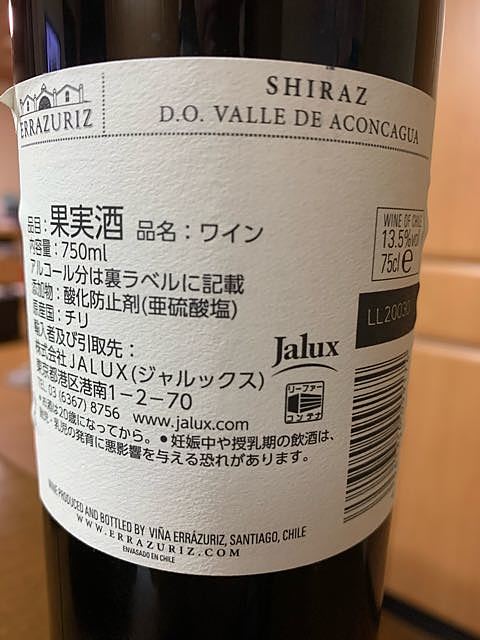 ERRAZURIZ
SHIRAZ
D.O. VALLE DE ACONCAGUA
品目：果実酒 品名：ワイン
内容量：750ml
アルコール分は裏ラベルに記載
添加物：酸化防止剤(亜硫酸塩)
原産国：チリ
輸入者及び引取先：
株式会社JALUX(ジャルックス)
東京都港区港南1－2－70
TEL 03 (6367) 8756 www.jalux.com
●お酒は20歳になってから。●妊娠中や授乳期の飲酒は、
胎児・乳児の発育に悪影響を与える恐れがあります。
WINE OF CHILE
13.5%vol
75cl e
LL20030
Jalux
リーファー
コンテナ
WINE PRODUCED AND BOTTLED BY VIÑA ERRÁZURIZ, SANTIAGO, CHILE
WWW.ERRAZURIZ.COM
ENVASADO EN CHILE